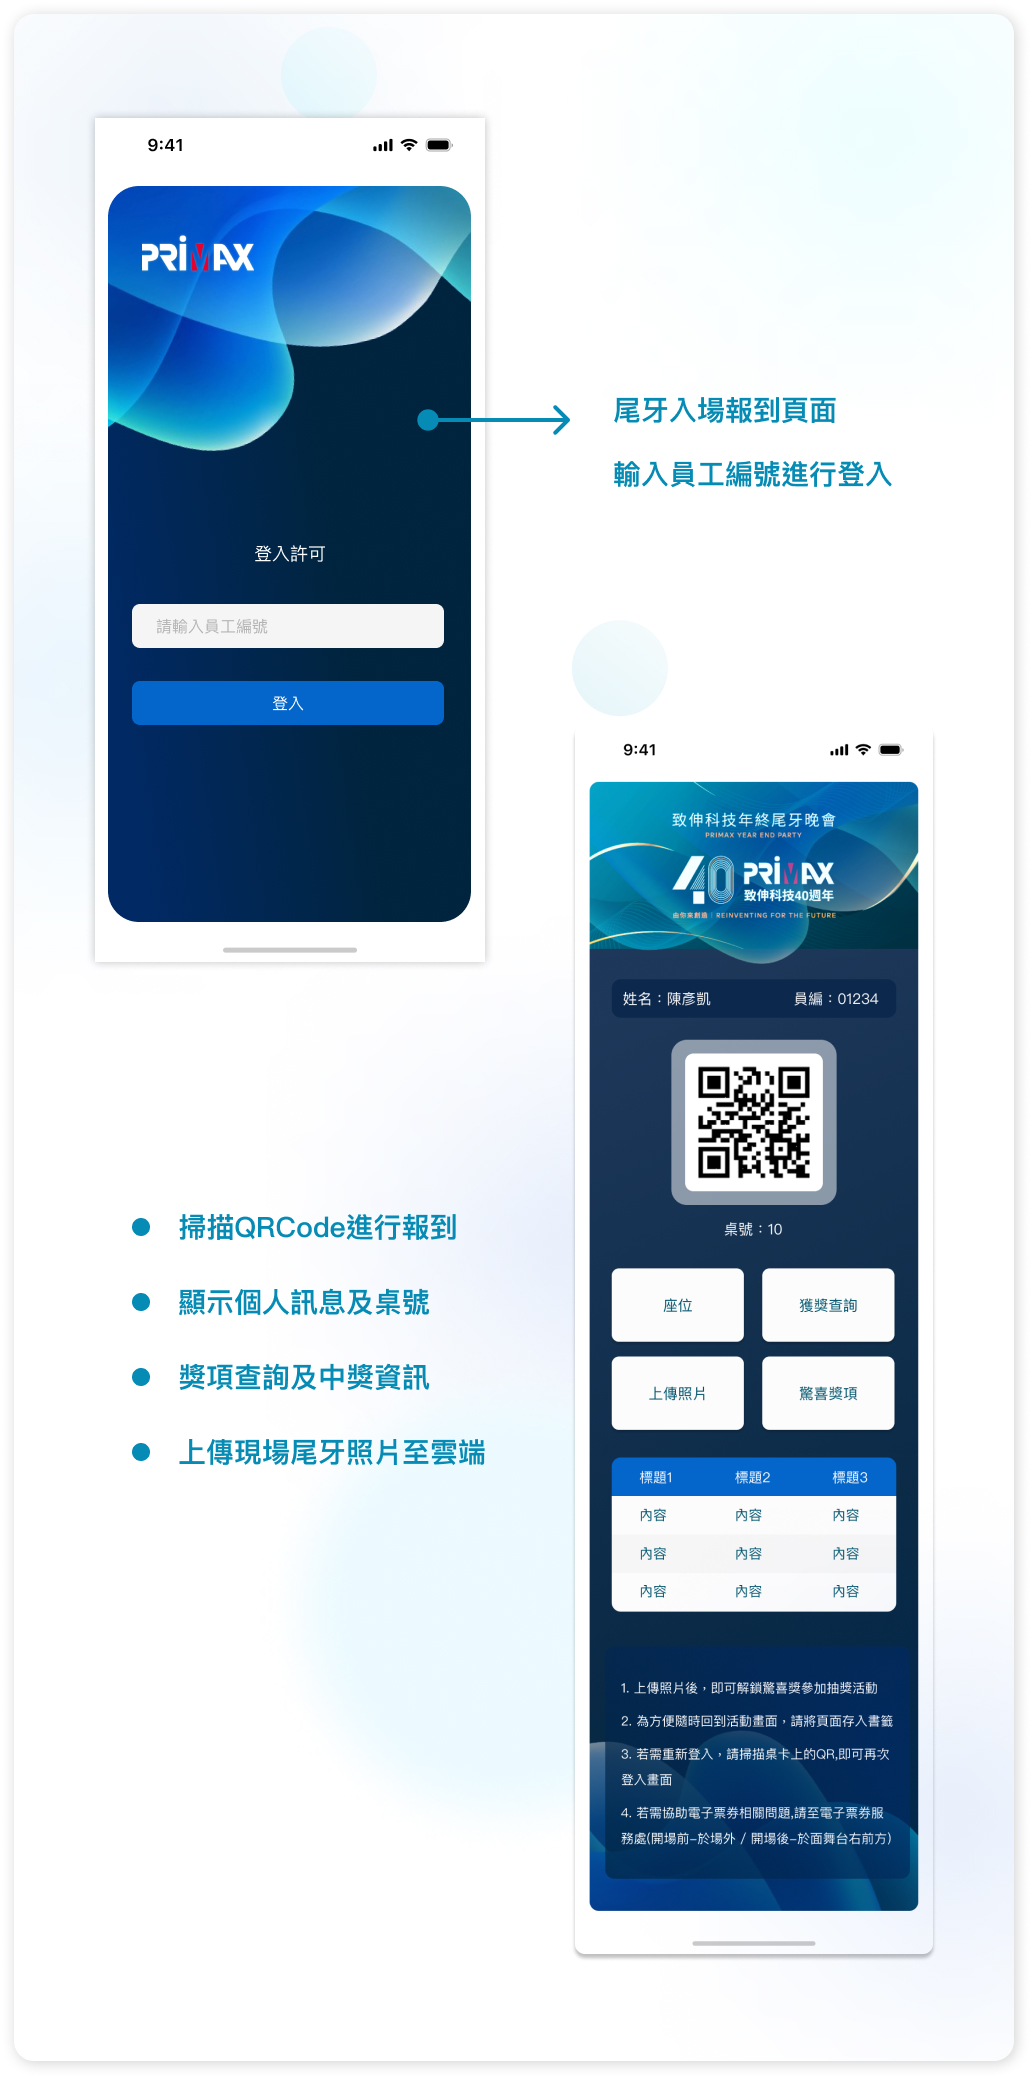 9:41
PRiMAX
尾牙入場報到頁面
輸入員工編號進行登入
登入許可
請輸入員工編號
登入
9:41
致伸科技年終尾牙晚會
PRIMAX YEAR END PARTY
40 PRiMAX
致伸科技40週年
由你來創造｜REINVENTING FOR THE FUTURE
姓名：陳彥凱 員編：01234
桌號：10
座位 獲獎查詢
上傳照片 驚喜獎項
標題1 標題2 標題3
內容 內容 內容
內容 內容 內容
內容 內容 內容
1. 上傳照片後，即可解鎖驚喜獎參加抽獎活動
2. 為方便隨時回到活動畫面，請將頁面存入書籤
3. 若需重新登入，請掃描桌卡上的QR,即可再次
登入畫面
4. 若需協助電子票券相關問題,請至電子票券服
務處(開場前-於場外 / 開場後-於面舞台右前方)
掃描QRCode進行報到
顯示個人訊息及桌號
獎項查詢及中獎資訊
上傳現場尾牙照片至雲端